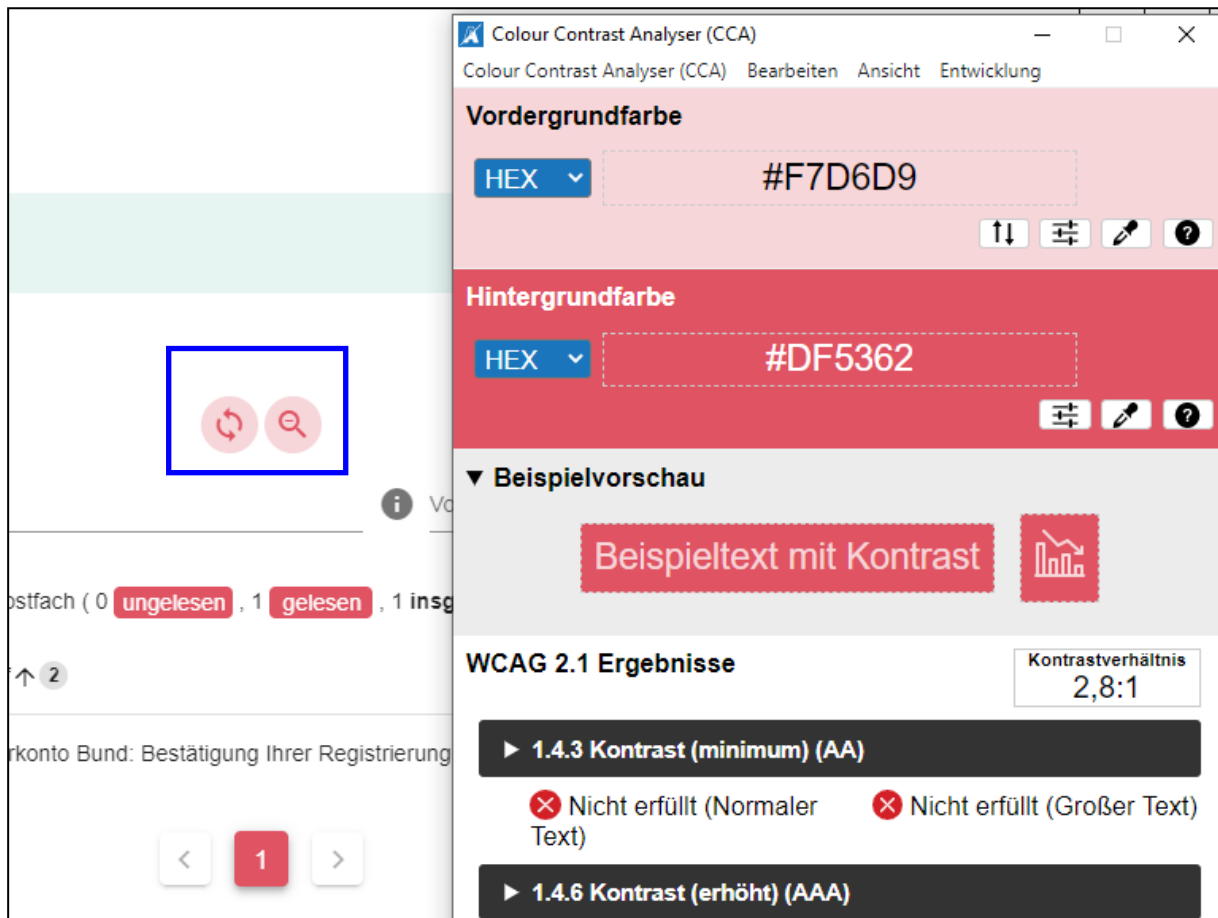 Colour Contrast Analyser (CCA)
Colour Contrast Analyser (CCA) Bearbeiten Ansicht Entwicklung
Vordergrundfarbe
HEX #F7D6D9
Hintergrundfarbe
HEX #DF5362
▼ Beispielvorschau
Beispieltext mit Kontrast
WCAG 2.1 Ergebnisse
Kontrastverhältnis
2,8:1
▶ 1.4.3 Kontrast (minimum) (AA)
Nicht erfüllt (Normaler
Text)
Nicht erfüllt (Großer Text)
▶ 1.4.6 Kontrast (erhöht) (AAA)
i Vo
ostfach ( 0 ungelesen , 1 gelesen , 1 insg
↑ 2
rkonto Bund: Bestätigung Ihrer Registrierung
< 1 >